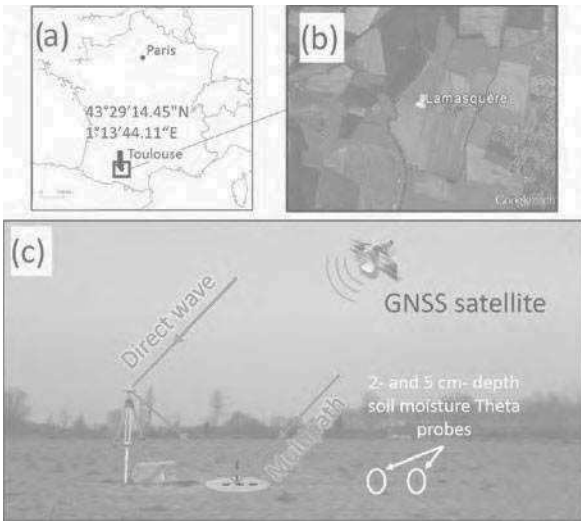 (a)
Paris
43°29'14.45"N
1°13'44.11"E
Toulouse
(b)
Lamasquère
Google earth
(c)
Direct wave
GNSS satellite
Multipath
2- and 5 cm- depth
soil moisture Theta
probes